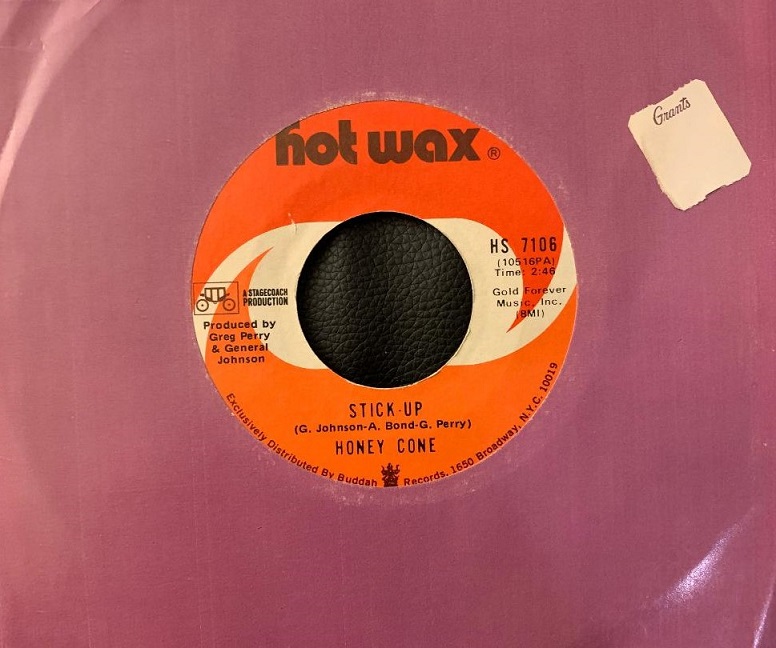 hot wax ®
Grants
HS 7106
(10516PA)
Time: 2:46
Gold Forever
Music, Inc.
(BMI)
A STAGECOACH
PRODUCTION
Produced by
Greg Perry
& General
Johnson
STICK-UP
(G. Johnson-A. Bond-G. Perry)
HONEY CONE
Exclusively Distributed By Buddah Records, 1650 Broadway, N.Y.C. 10019